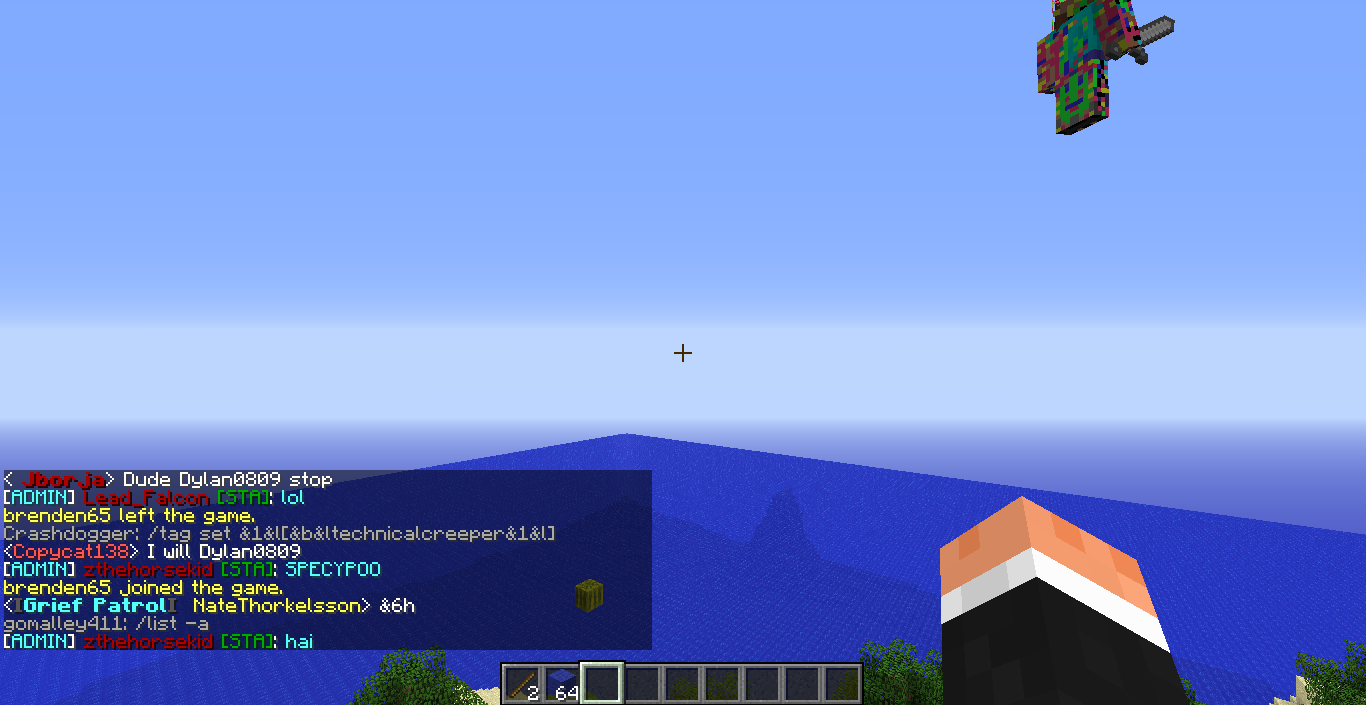 < Jborja> Dude Dylan0809 stop
[ADMIN] Lead_Falcon [STA]: lol
brenden65 left the game.
Crashdogger: /tag set &1&l[&b&ltechnicalcreeper&1&l]
<Copycat138> I will Dylan0809
[ADMIN] zthehorsekid [STA]: SPECYPOO
brenden65 joined the game.
<[Grief Patrol] NateThorkelsson> &6h
gomalley411: /list -a
[ADMIN] zthehorsekid [STA]: hai
2 64